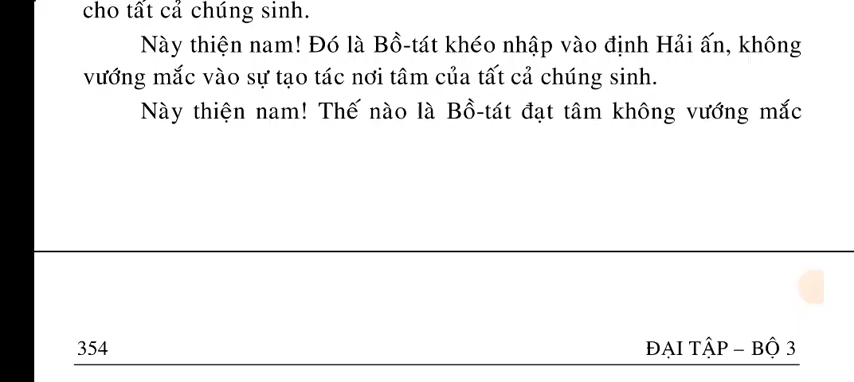 cho tất cả chúng sinh.
Này thiện nam! Đó là Bồ-tát khéo nhập vào định Hải ấn, không
vướng mắc vào sự tạo tác nơi tâm của tất cả chúng sinh.
Này thiện nam! Thế nào là Bồ-tát đạt tâm không vướng mắc
354 ĐẠI TẬP – BỘ 3